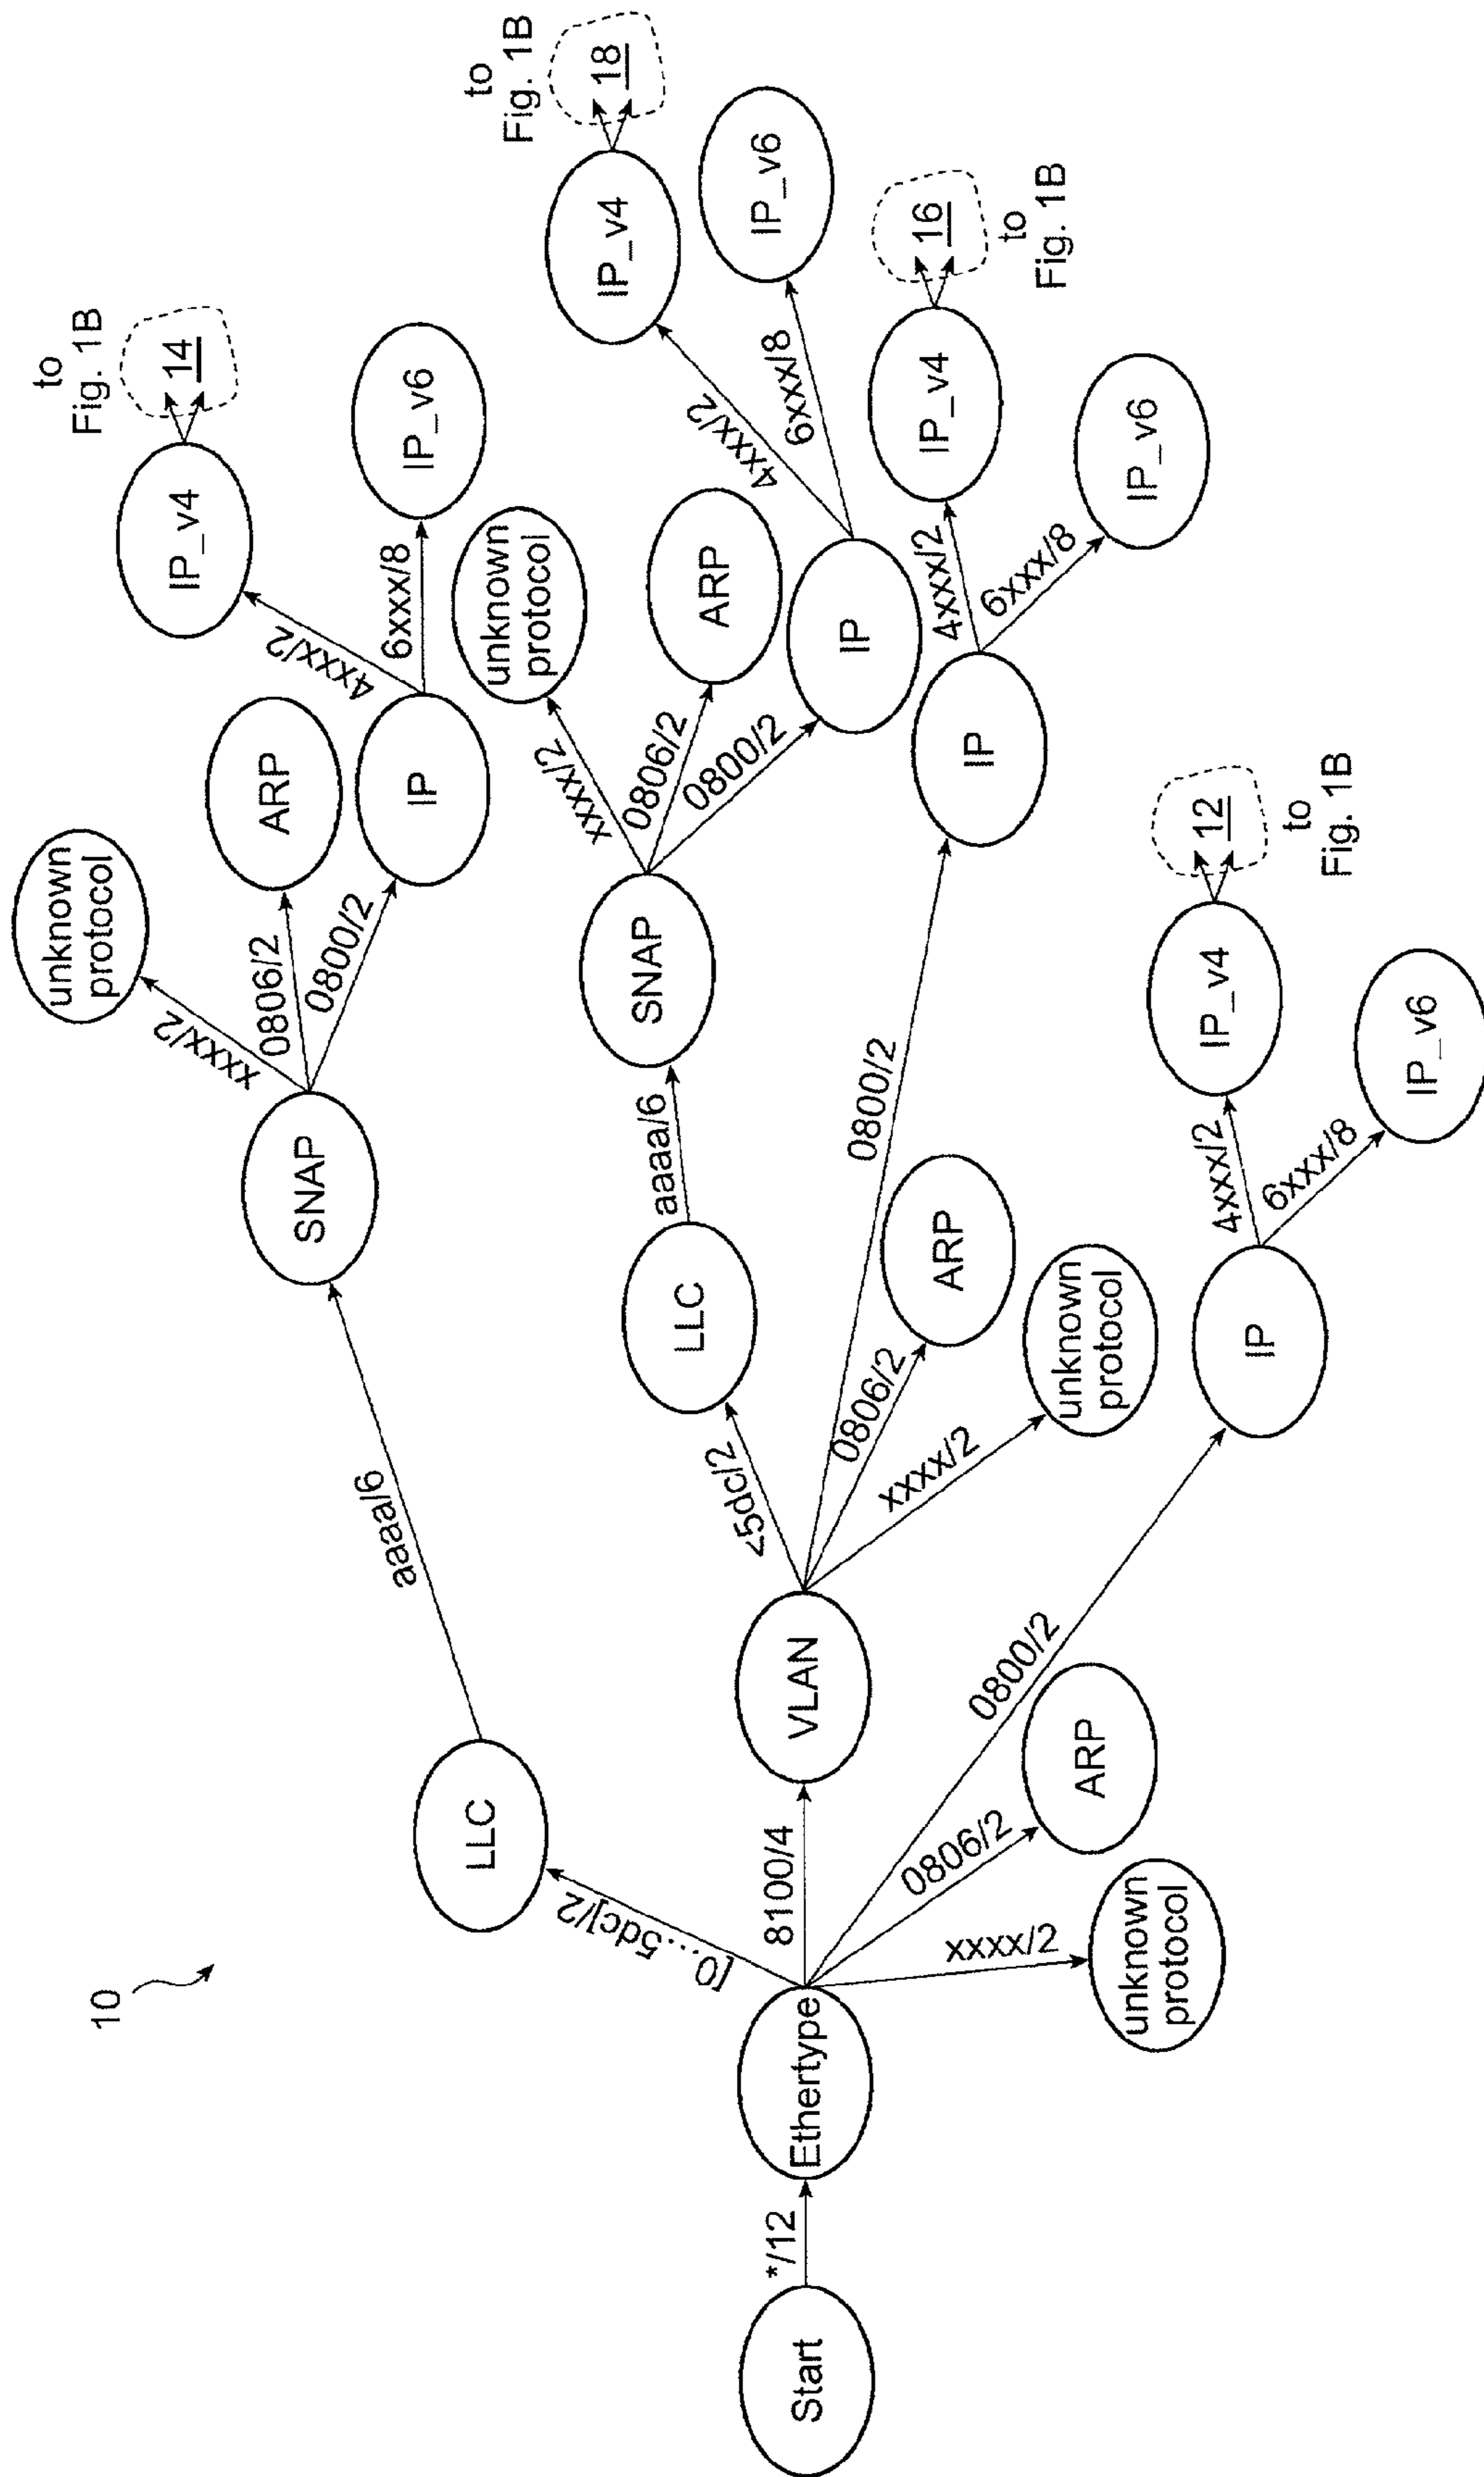 10
Start
*/12
Ethertype
[0...5dc]/2
8100/4
0800/2
0806/2
xxxx/2
LLC
aaaa/6
SNAP
xxxx/2
0806/2
0800/2
unknown
protocol
ARP
IP
4xxx/2
6xxx/8
IP_v4
IP_v6
14
to
Fig. 1B
VLAN
<5dc/2
0800/2
0806/2
xxxx/2
LLC
aaaa/6
SNAP
xxxx/2
0806/2
0800/2
unknown
protocol
ARP
IP
4xxx/2
6xxx/8
IP_v4
IP_v6
18
to
Fig. 1B
IP
4xxx/2
6xxx/8
IP_v4
IP_v6
16
to
Fig. 1B
ARP
unknown
protocol
IP
4xxx/2
6xxx/8
IP_v4
IP_v6
12
to
Fig. 1B
ARP
unknown
protocol